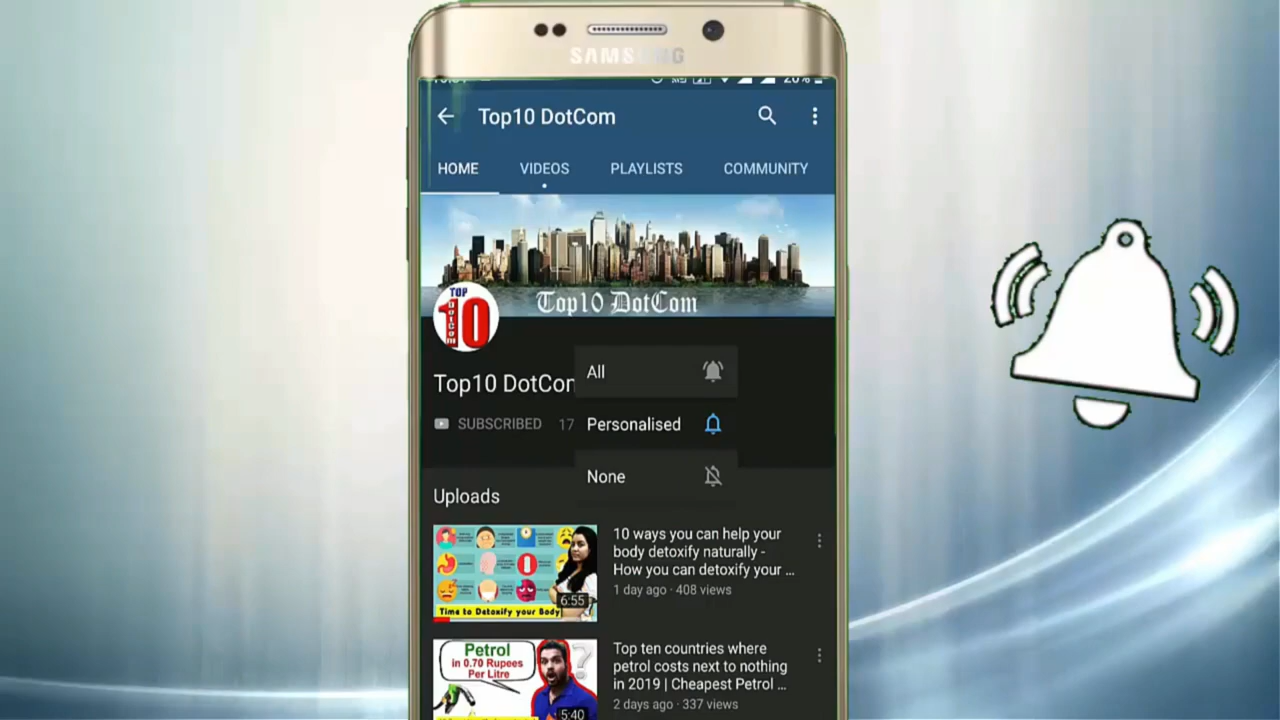 SAMSUNG
20%
Top10 DotCom
HOME VIDEOS PLAYLISTS COMMUNITY
Top10 DotCom
TOP
10
DotCom
All
Top10 DotCom
SUBSCRIBED 17
Personalised
None
Uploads
10 ways you can help your
body detoxify naturally -
How you can detoxify your ...
1 day ago · 408 views
6:55
Time to Detoxify your Body
Top ten countries where
petrol costs next to nothing
in 2019 | Cheapest Petrol ...
2 days ago · 337 views
Petrol
in 0.70 Rupees
Per Litre
?
5:40